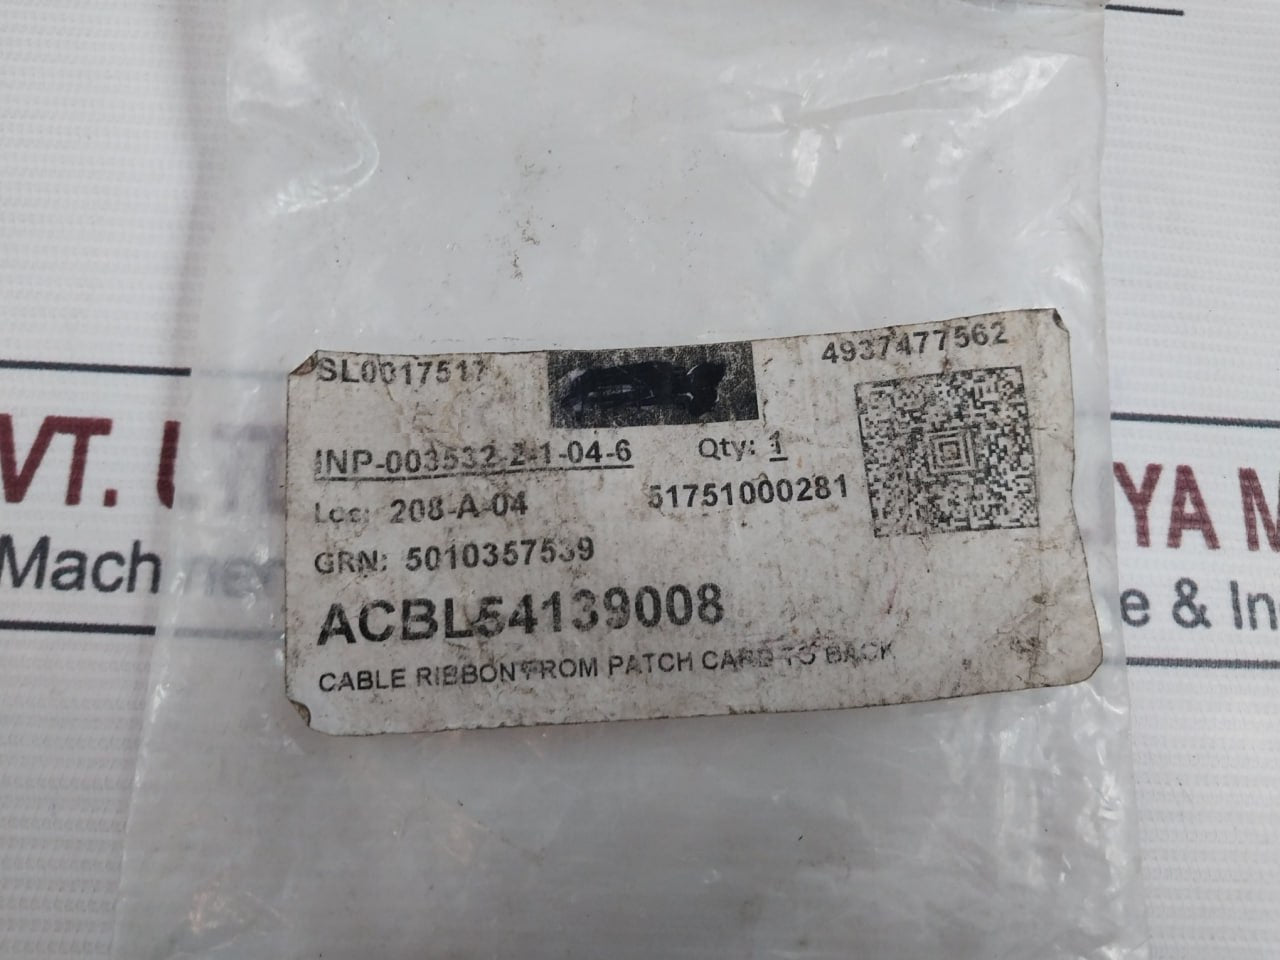 SL0017517
4937477562
INP-003532-2-1-04-6 Qty: 1
Loc: 208-A-04 51751000281
GRN: 5010357539
ACBL54139008
CABLE RIBBON FROM PATCH CARD TO BACK
VT.
YA M
Mach
e & In